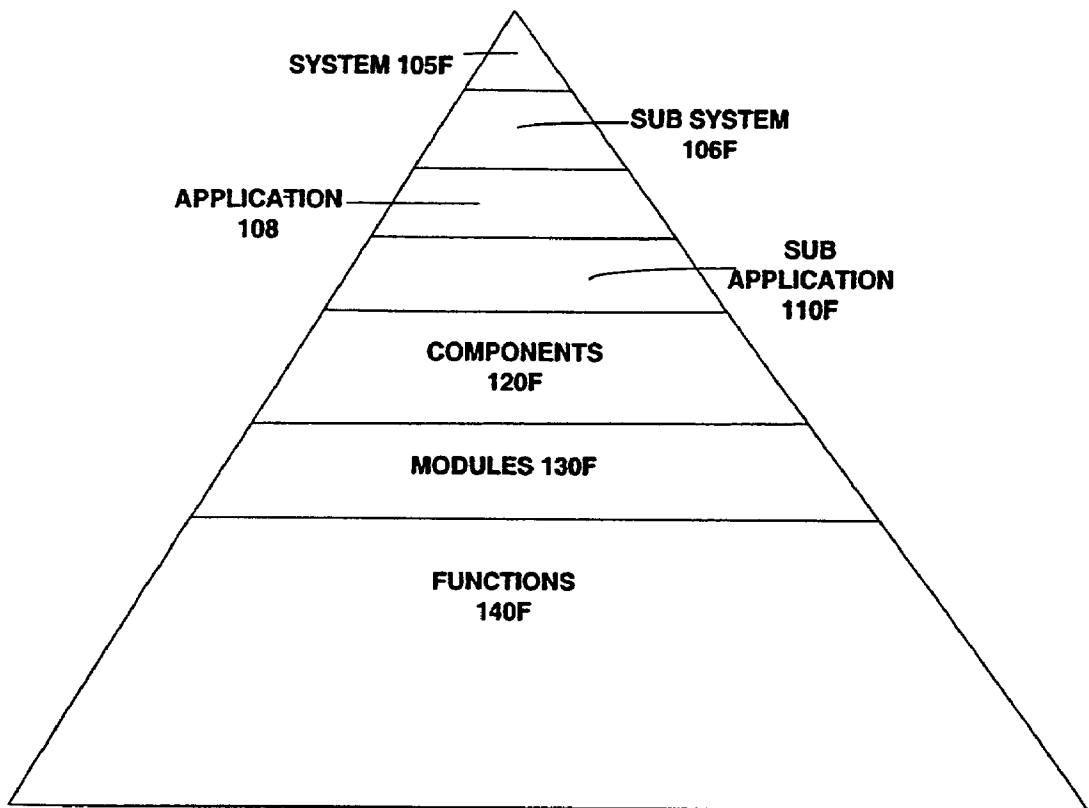 SYSTEM 105F
SUB SYSTEM
106F
APPLICATION
108
SUB
APPLICATION
110F
COMPONENTS
120F
MODULES 130F
FUNCTIONS
140F